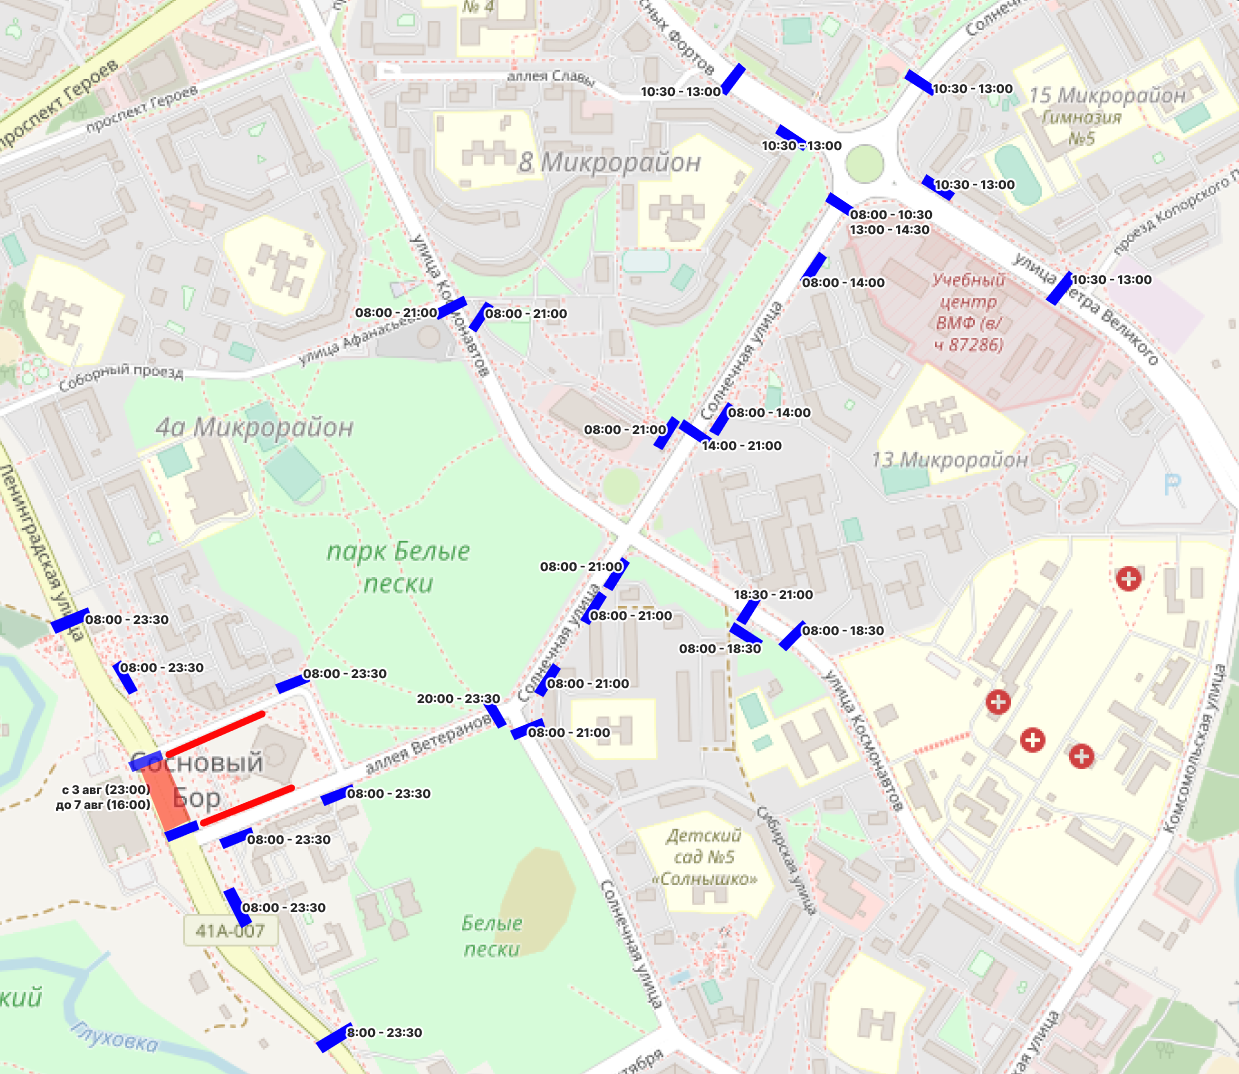 № 4
сных Фортов
Солнечн
проспект Героев
проспект Героев
аллея Славы
10:30 - 13:00
10:30 - 13:00
15 Микрорайон
Гимназия
№5
10:30 - 13:00
8 Микрорайон
10:30 - 13:00
08:00 - 10:30
13:00 - 14:30
проезд Копорского П
улица Космонавтов
улица Петра Великого
10:30 - 13:00
08:00 - 14:00
Учебный
центр
ВМФ (в/
ч 87286)
08:00 - 21:00
08:00 - 21:00
улица Афанасьева
Соборный проезд
Солнечная улица
4а Микрорайон
08:00 - 21:00
08:00 - 14:00
14:00 - 21:00
13 Микрорайон
Ленинградская улица
P
парк Белые
пески
08:00 - 21:00
18:30 - 21:00
08:00 - 21:00
08:00 - 23:30
08:00 - 18:30
08:00 - 18:30
Солнечная улица
08:00 - 23:30
08:00 - 23:30
08:00 - 21:00
20:00 - 23:30
08:00 - 21:00
улица Космонавтов
Комсомольская улица
аллея Ветеранов
Сосновый
Бор
с 3 авг (23:00)
до 7 авг (16:00)
08:00 - 23:30
08:00 - 23:30
Сибирская улица
Детский
сад №5
«Солнышко»
08:00 - 23:30
41А-007
Белые
пески
Солнечная улица
кий
Глуховка
8:00 - 23:30
тября
кая улица